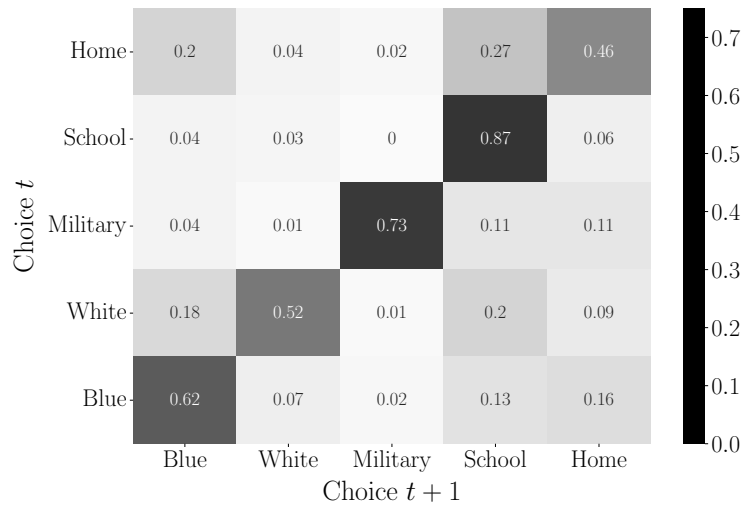 Home 0.2 0.04 0.02 0.27 0.46
School 0.04 0.03 0 0.87 0.06
Military 0.04 0.01 0.73 0.11 0.11
White 0.18 0.52 0.01 0.2 0.09
Blue 0.62 0.07 0.02 0.13 0.16
Blue White Military School Home
Choice t + 1
Choice t
0.7
0.6
0.5
0.4
0.3
0.2
0.1
0.0